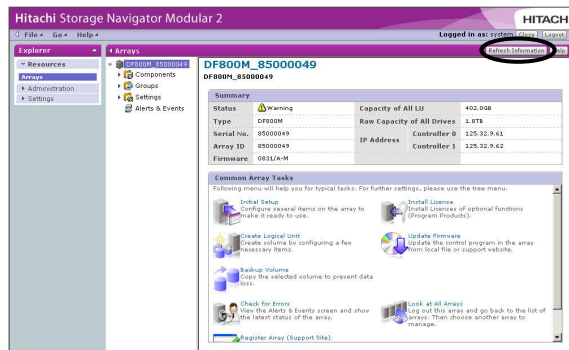 Hitachi Storage Navigator Modular 2
HITACH
File Go Help
Logged in as: system Close Logout
Explorer
Arrays
Refresh Information Help
Resources
Arrays
Administration
Settings
DF800M_85000049
Components
Groups
Settings
Alerts & Events
DF800M_85000049
DF800M_85000049
Summary
Status Warning Capacity of All LU 402.0GB
Type DF800M Raw Capacity of All Drives 1.8TB
Serial No. 85000049 IP Address Controller 0 125.32.9.61
Array ID 85000049 Controller 1 125.32.9.62
Firmware 0831/A-M
Common Array Tasks
Following menu will help you for typical tasks. For further settings, please use the tree menu.
Initial Setup
Configure several items on the array to
make it ready to use.
Install License
Install Licenses of optional functions
(Program Products).
Create Logical Unit
Create volume by configuring a few
necessary items.
Update Firmware
Update the control program in the array
from local file or support website.
Backup Volume
Copy the selected volume to prevent data
loss.
Check for Errors
View the Alerts & Events screen and show
the latest status of the array.
Look at All Arrays
Log out this array and go back to the list of
arrays. Then choose another array to
manage.
Register Array (Support Site)